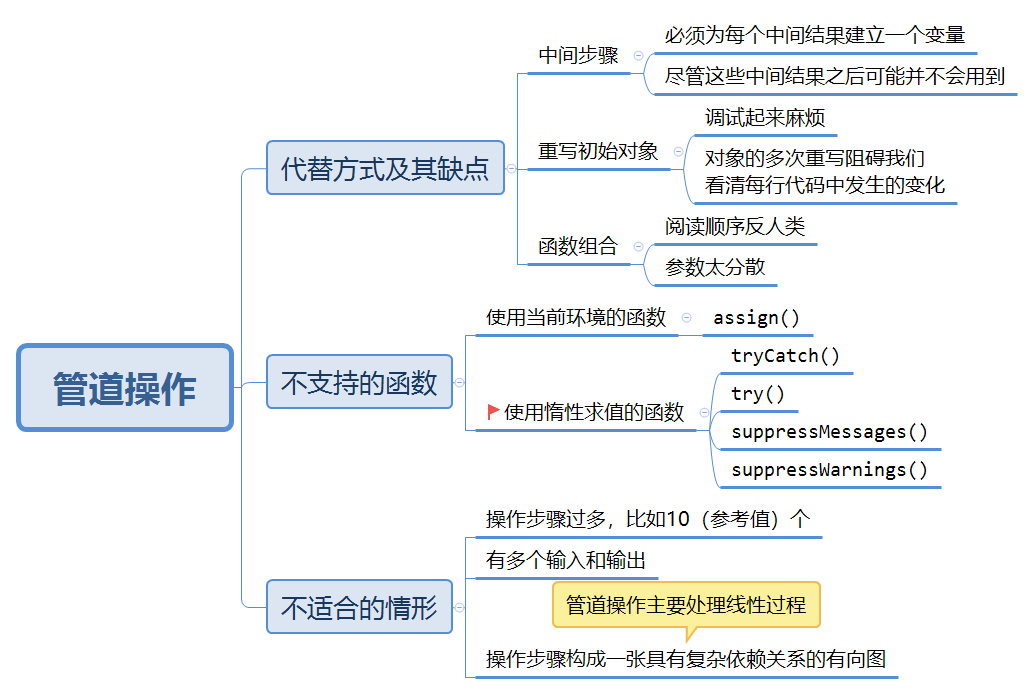 管道操作
代替方式及其缺点
中间步骤
必须为每个中间结果建立一个变量
尽管这些中间结果之后可能并不会用到
重写初始对象
调试起来麻烦
对象的多次重写阻碍我们
看清每行代码中发生的变化
函数组合
阅读顺序反人类
参数太分散
不支持的函数
使用当前环境的函数
assign()
使用惰性求值的函数
tryCatch()
try()
suppressMessages()
suppressWarnings()
不适合的情形
操作步骤过多，比如10（参考值）个
有多个输入和输出
管道操作主要处理线性过程
操作步骤构成一张具有复杂依赖关系的有向图